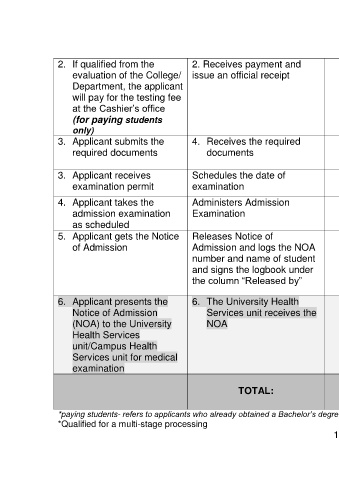 2. If qualified from the
evaluation of the College/
Department, the applicant
will pay for the testing fee
at the Cashier's office
(for paying students
only)
2. Receives payment and
issue an official receipt
3. Applicant submits the
required documents
4. Receives the required
documents
3. Applicant receives
examination permit
Schedules the date of
examination
4. Applicant takes the
admission examination
as scheduled
Administers Admission
Examination
5. Applicant gets the Notice
of Admission
Releases Notice of
Admission and logs the NOA
number and name of student
and signs the logbook under
the column “Released by”
6. Applicant presents the
Notice of Admission
(NOA) to the University
Health Services
unit/Campus Health
Services unit for medical
examination
6. The University Health
Services unit receives the
NOA
TOTAL:
*paying students- refers to applicants who already obtained a Bachelor's degre
*Qualified for a multi-stage processing
1